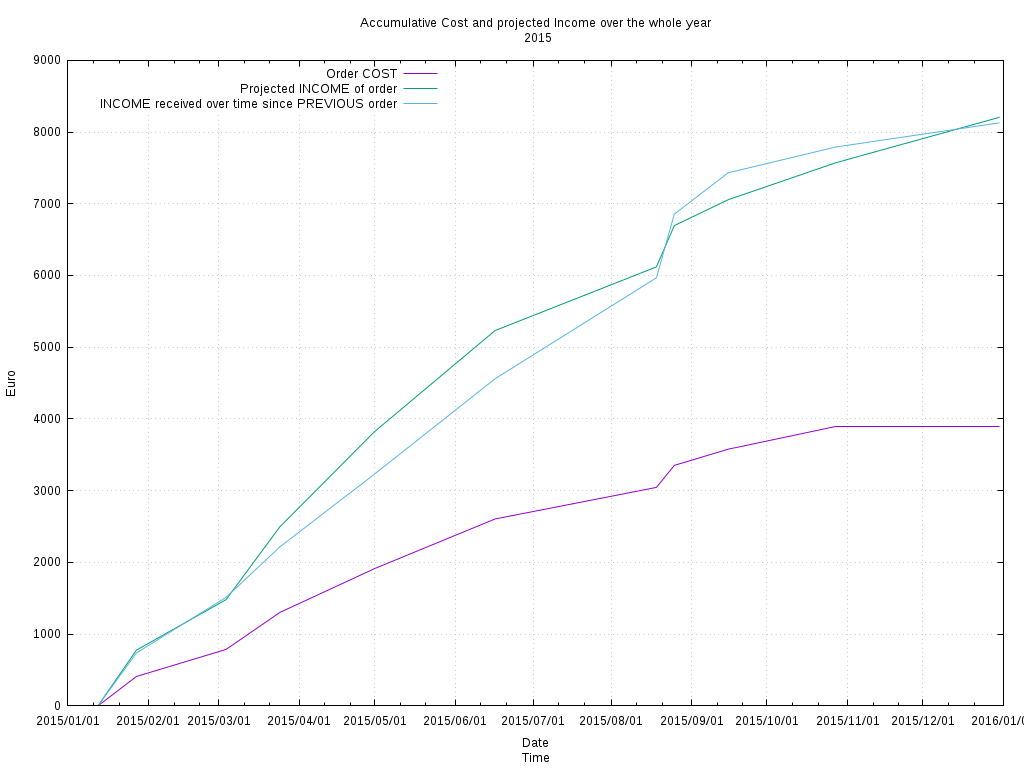 Accumulative Cost and projected Income over the whole year
2015
9000
8000
7000
6000
5000
4000
3000
2000
1000
0
Order COST
Projected INCOME of order
INCOME received over time since PREVIOUS order
Euro
2015/01/01 2015/02/01 2015/03/01 2015/04/01 2015/05/01 2015/06/01 2015/07/01 2015/08/01 2015/09/01 2015/10/01 2015/11/01 2015/12/01 2016/01/0
Date
Time